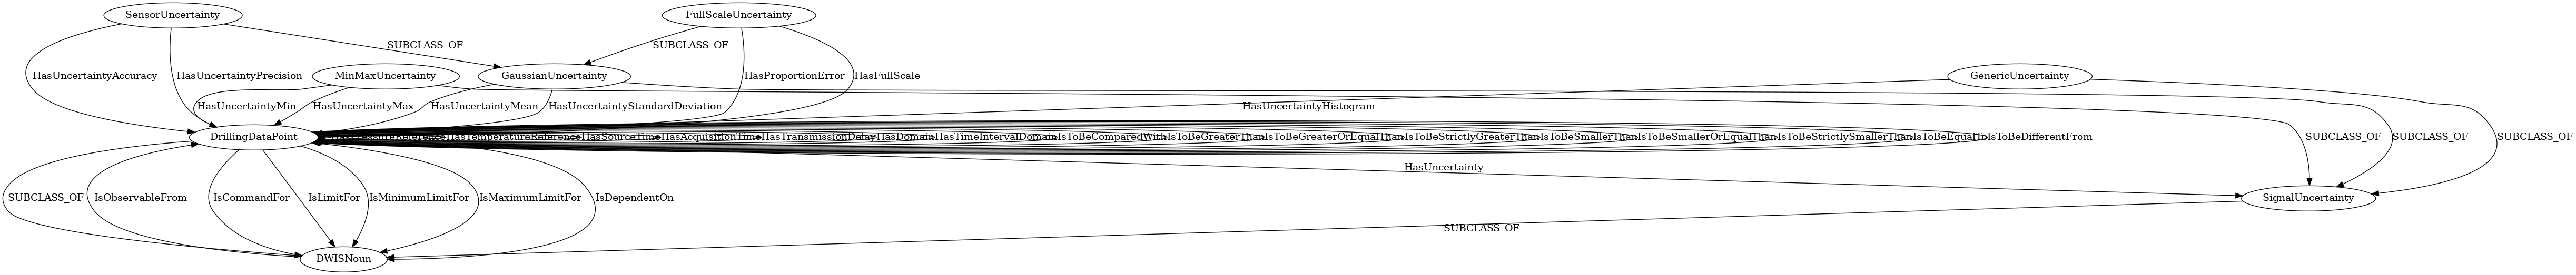 SensorUncertainty
FullScaleUncertainty
SUBCLASS_OF
SUBCLASS_OF
HasUncertaintyAccuracy
HasUncertaintyPrecision
MinMaxUncertainty
GaussianUncertainty
HasProportionError
HasFullScale
GenericUncertainty
HasUncertaintyMin
HasUncertaintyMax
HasUncertaintyMean
HasUncertaintyStandardDeviation
HasUncertaintyHistogram
DrillingDataPoint
HasPressureReference
HasTemperatureReference
HasSourceTime
HasAcquisitionTime
HasTransmissionDelay
HasDomain
HasTimeIntervalDomain
IsToBeComparedWith
IsToBeGreaterThan
IsToBeGreaterOrEqualThan
IsToBeStrictlyGreaterThan
IsToBeSmallerThan
IsToBeSmallerOrEqualThan
IsToBeStrictlySmallerThan
IsToBeEqualTo
IsToBeDifferentFrom
SUBCLASS_OF
SUBCLASS_OF
SUBCLASS_OF
HasUncertainty
SUBCLASS_OF
IsObservableFrom
IsCommandFor
IsLimitFor
IsMinimumLimitFor
IsMaximumLimitFor
IsDependentOn
SignalUncertainty
SUBCLASS_OF
DWISNoun